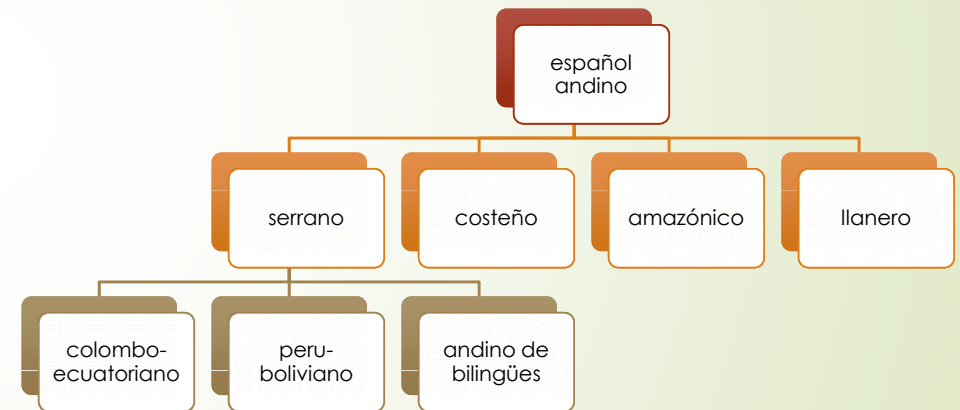 español
andino
serrano
costeño
amazónico
llanero
colombo-
ecuatoriano
peru-
boliviano
andino de
bilingües